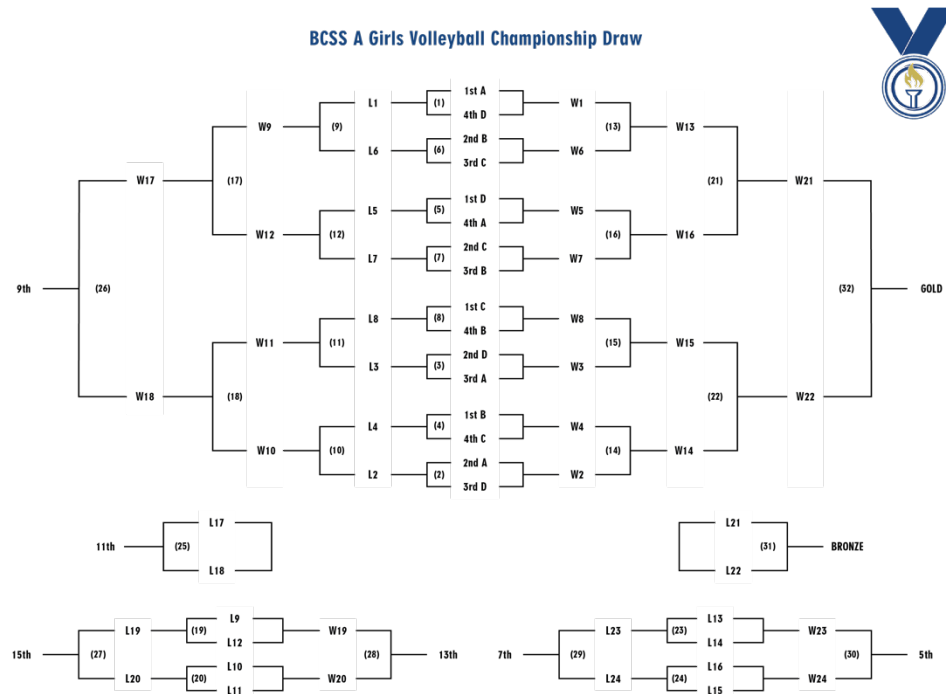 BCSS A Girls Volleyball Championship Draw
1st A
L1 (1) W1
4th D
W9 (9) (13) W13
2nd B
L6 (6) W6
3rd C
W17 (17) (21) W21
1st D
L5 (5) W5
4th A
W12 (12) (16) W16
2nd C
L7 (7) W7
3rd B
9th (26) (32) GOLD
1st C
L8 (8) W8
4th B
W11 (11) (15) W15
2nd D
L3 (3) W3
3rd A
W18 (18) (22) W22
1st B
L4 (4) W4
4th C
W10 (10) (14) W14
2nd A
L2 (2) W2
3rd D
L17 L21
11th (25) (31) BRONZE
L18 L22
L9 L13
L19 (19) W19 L23 (23) W23
L12 L14
15th (27) (28) 13th 7th (29) (30) 5th
L10 L16
L20 (20) W20 L24 (24) W24
L11 L15